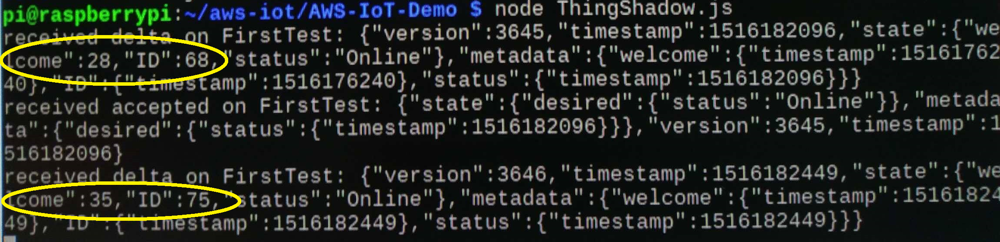 pi@raspberrypi:~/aws-iot/AWS-IoT-Demo $ node ThingShadow.js
received delta on FirstTest: {"version":3645,"timestamp":1516182096,"state":{"we
lcome":28,"ID":68,"status":"Online"},"metadata":{"welcome":{"timestamp":15161762
40},"ID":{"timestamp":1516176240},"status":{"timestamp":1516182096}}}
received accepted on FirstTest: {"state":{"desired":{"status":"Online"}},"metada
ta":{"desired":{"status":{"timestamp":1516182096}}},"version":3645,"timestamp":1
516182096}
received delta on FirstTest: {"version":3646,"timestamp":1516182449,"state":{"we
lcome":35,"ID":75,"status":"Online"},"metadata":{"welcome":{"timestamp":15161824
49},"ID":{"timestamp":1516182449},"status":{"timestamp":1516182449}}}